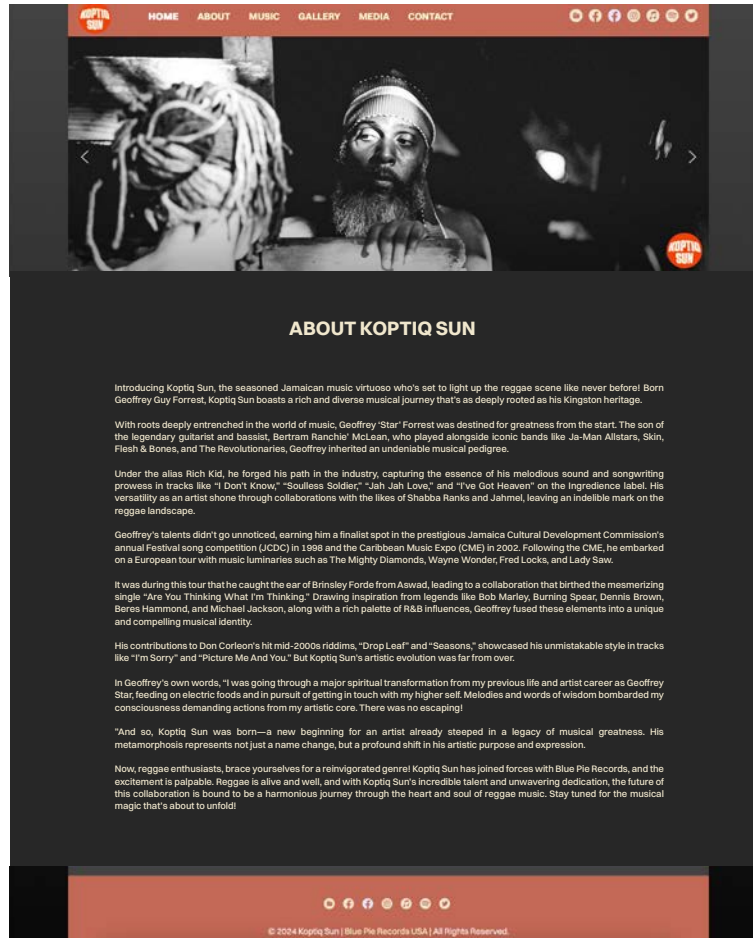 KOPTIQ
SUN
HOME ABOUT MUSIC GALLERY MEDIA CONTACT
KOPTIQ
SUN
ABOUT KOPTIQ SUN
Introducing Koptiq Sun, the seasoned Jamaican music virtuoso who's set to light up the reggae scene like never before! Born
Geoffrey Guy Forrest, Koptiq Sun boasts a rich and diverse musical journey that's as deeply rooted as his Kingston heritage.
With roots deeply entrenched in the world of music, Geoffrey ‘Star’ Forrest was destined for greatness from the start. The son of
the legendary guitarist and bassist, Bertram Ranchie’ McLean, who played alongside iconic bands like Ja-Man Allstars, Skin,
Flesh & Bones, and The Revolutionaries, Geoffrey inherited an undeniable musical pedigree.
Under the alias Rich Kid, he forged his path in the industry, capturing the essence of his melodious sound and songwriting
prowess in tracks like “I Don’t Know,” “Soulless Soldier,” “Jah Jah Love,” and “I’ve Got Heaven” on the Ingredience label. His
versatility as an artist shone through collaborations with the likes of Shabba Ranks and Jahmel, leaving an indelible mark on the
reggae landscape.
Geoffrey’s talents didn’t go unnoticed, earning him a finalist spot in the prestigious Jamaica Cultural Development Commission’s
annual Festival song competition (JCDC) in 1998 and the Caribbean Music Expo (CME) in 2002. Following the CME, he embarked
on a European tour with music luminaries such as The Mighty Diamonds, Wayne Wonder, Fred Locks, and Lady Saw.
It was during this tour that he caught the ear of Brinsley Forde from Aswad, leading to a collaboration that birthed the mesmerizing
single “Are You Thinking What I’m Thinking.” Drawing inspiration from legends like Bob Marley, Burning Spear, Dennis Brown,
Beres Hammond, and Michael Jackson, along with a rich palette of R&B influences, Geoffrey fused these elements into a unique
and compelling musical identity.
His contributions to Don Corleon’s hit mid-2000s riddims, “Drop Leaf” and “Seasons,” showcased his unmistakable style in tracks
like “I’m Sorry” and “Picture Me And You.” But Koptiq Sun’s artistic evolution was far from over.
In Geoffrey’s own words, “I was going through a major spiritual transformation from my previous life and artist career as Geoffrey
Star, feeding on electric foods and in pursuit of getting in touch with my higher self. Melodies and words of wisdom bombarded my
consciousness demanding actions from my artistic core. There was no escaping!
"And so, Koptiq Sun was born—a new beginning for an artist already steeped in a legacy of musical greatness. His
metamorphosis represents not just a name change, but a profound shift in his artistic purpose and expression.
Now, reggae enthusiasts, brace yourselves for a reinvigorated genre! Koptiq Sun has joined forces with Blue Pie Records, and the
excitement is palpable. Reggae is alive and well, and with Koptiq Sun’s incredible talent and unwavering dedication, the future of
this collaboration is bound to be a harmonious journey through the heart and soul of reggae music. Stay tuned for the musical
magic that’s about to unfold!
© 2024 Koptiq Sun | Blue Pie Records USA | All Rights Reserved.